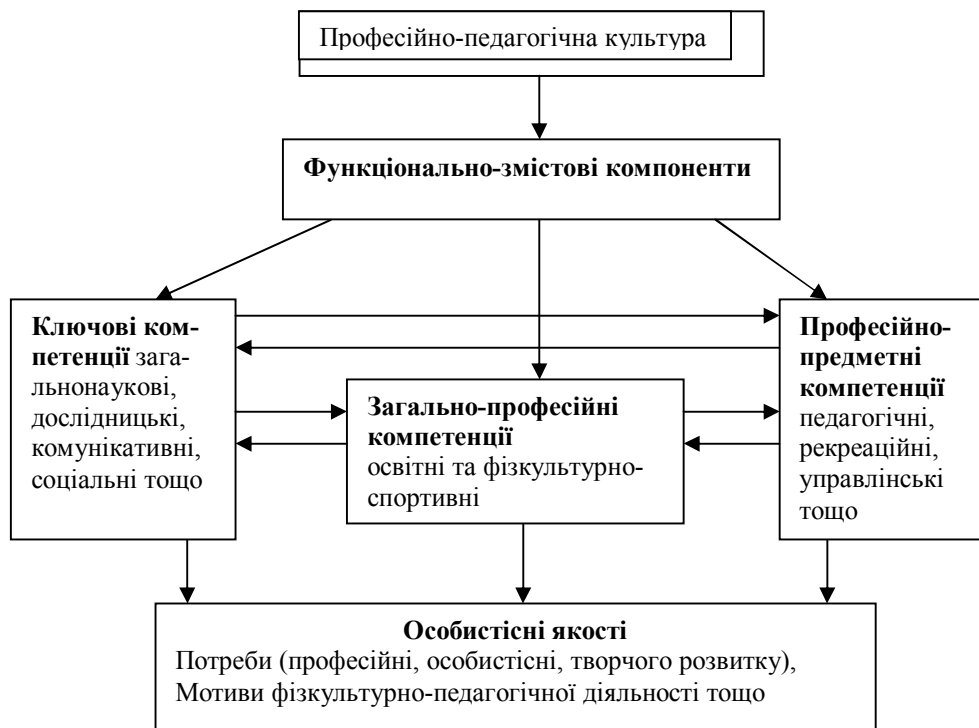 Професійно-педагогічна культура
Функціонально-змістові компоненти
Ключові ком-
петенції зага-
льнонаукові,
дослідницькі,
комунікативні,
соціальні тощо
Загально-професійні
компетенції
освітні та фізкультурно-
спортивні
Професійно-
предметні
компетенції
педагогічні,
рекреаційні,
управлінські
тощо
Особистісні якості
Потреби (професійні, особистісні, творчого розвитку),
Мотиви фізкультурно-педагогічної діяльності тощо